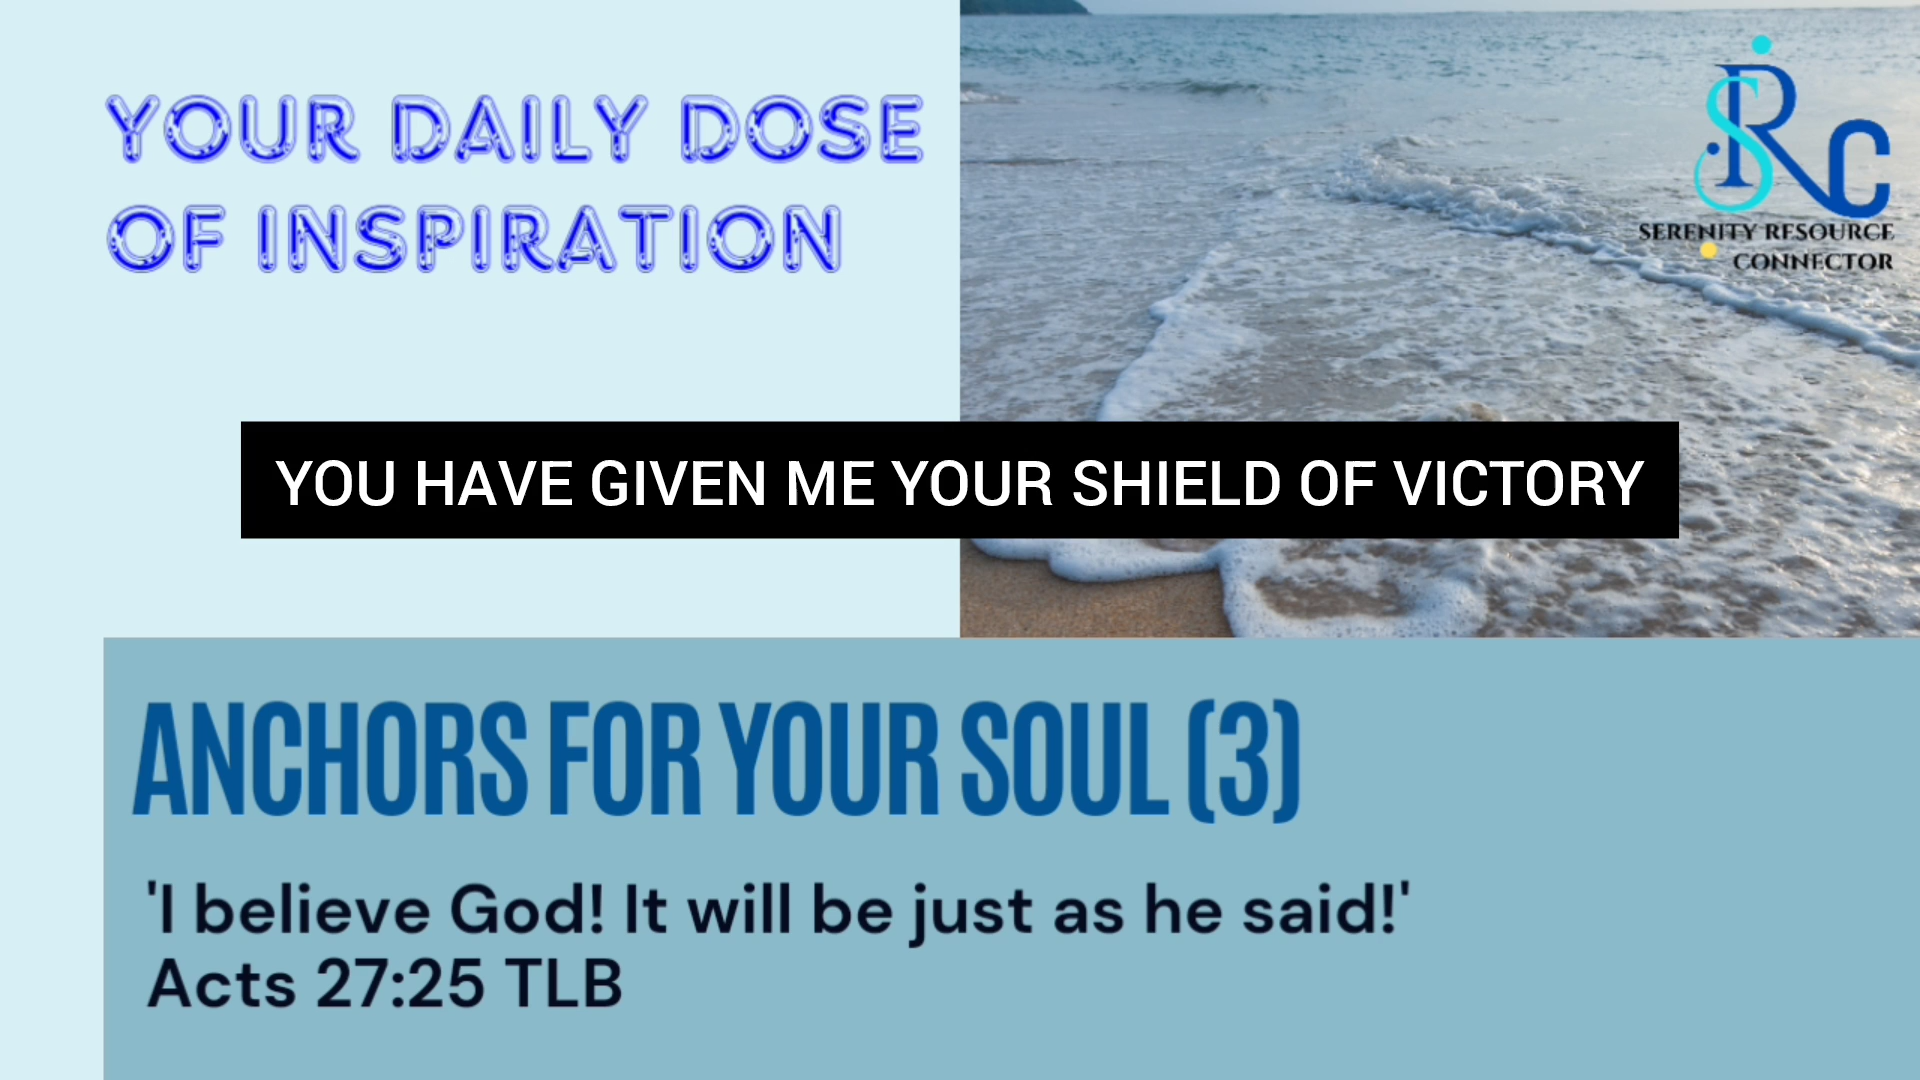 YOUR DAILY DOSE
OF INSPIRATION
SRC
SERENITY RESOURCE
CONNECTOR
YOU HAVE GIVEN ME YOUR SHIELD OF VICTORY
ANCHORS FOR YOUR SOUL (3)
'I believe God! It will be just as he said!'
Acts 27:25 TLB